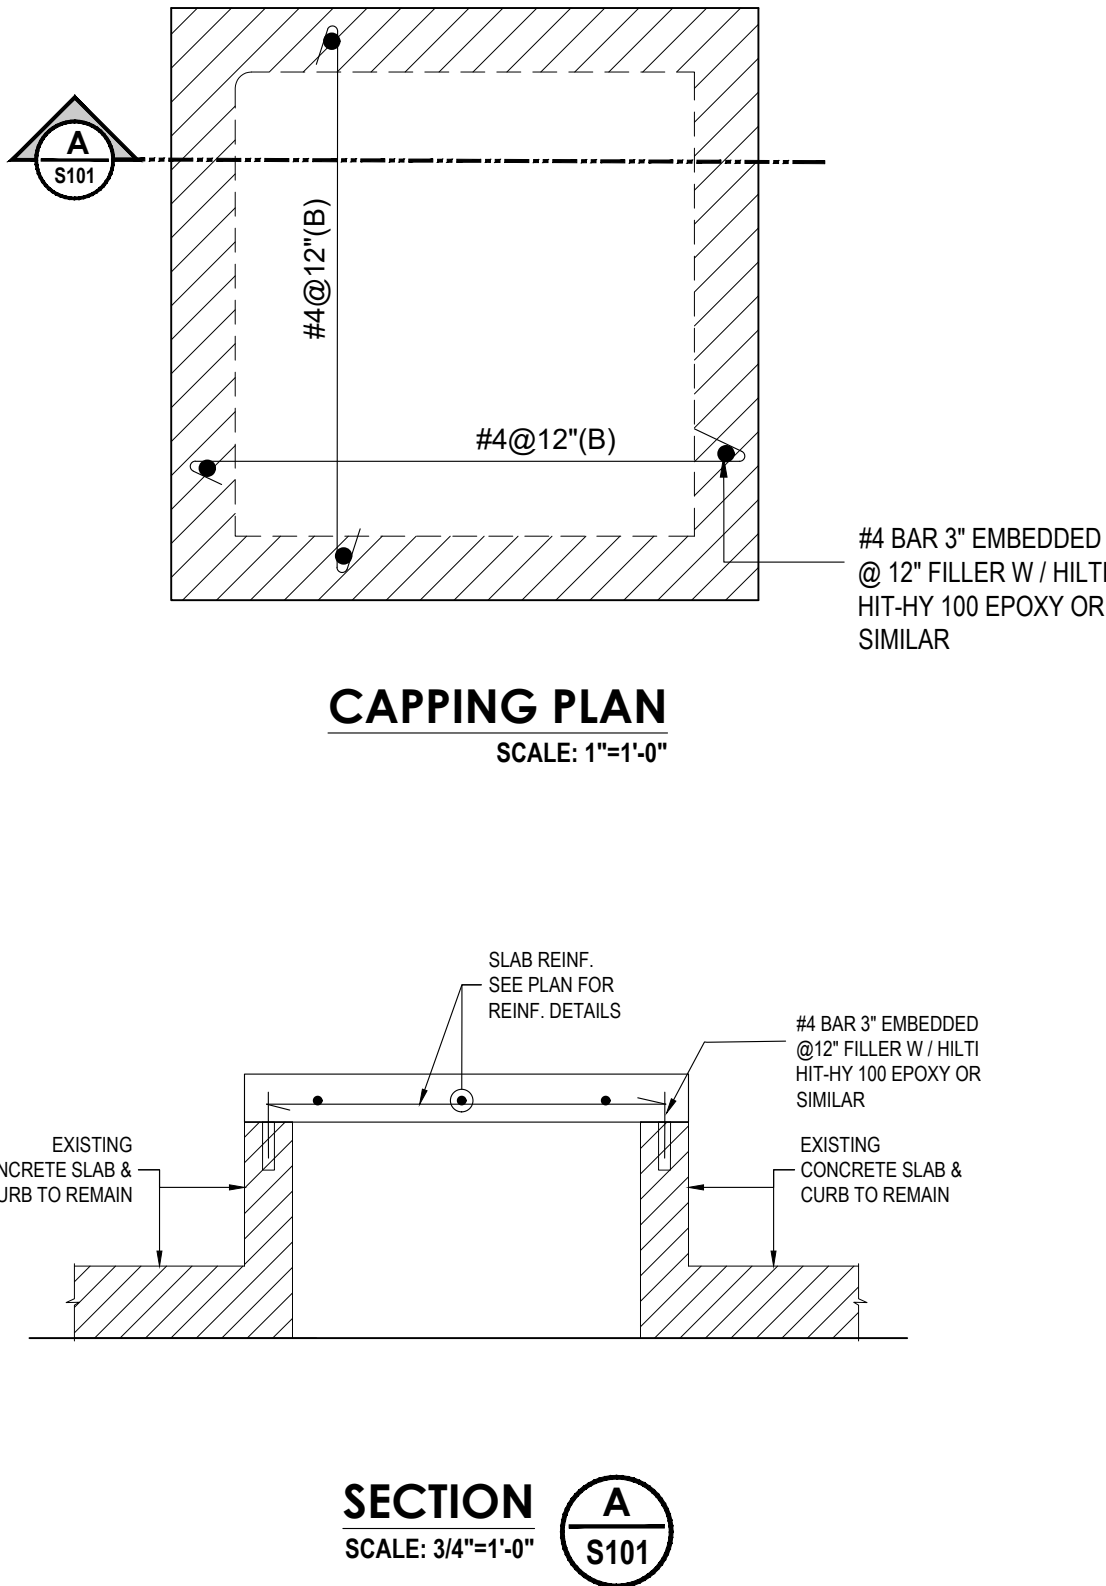 A
S101
#4@12"(B)
#4@12"(B)
#4 BAR 3" EMBEDDED
@ 12" FILLER W / HILTI
HIT-HY 100 EPOXY OR
SIMILAR
CAPPING PLAN
SCALE: 1"=1'-0"
SLAB REINF.
SEE PLAN FOR
REINF. DETAILS
#4 BAR 3" EMBEDDED
@12" FILLER W / HILTI
HIT-HY 100 EPOXY OR
SIMILAR
EXISTING
NCRETE SLAB &
URB TO REMAIN
EXISTING
CONCRETE SLAB &
CURB TO REMAIN
SECTION
SCALE: 3/4"=1'-0"
A
S101